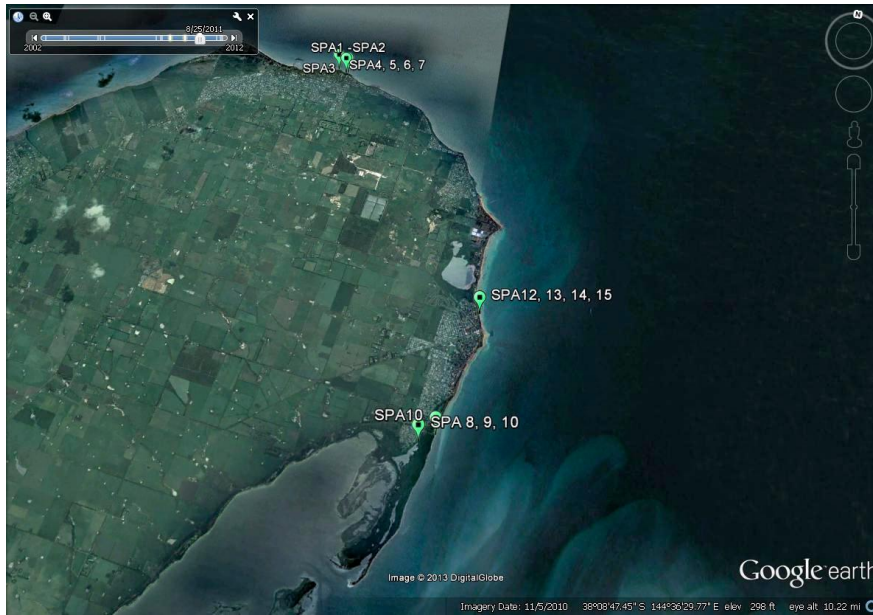 8/25/2011
2002 2012
N
SPA1 -SPA2
SPA3 SPA4, 5, 6, 7
SPA12, 13, 14, 15
SPA10 SPA 8, 9, 10
Image © 2013 DigitalGlobe
Google earth
Imagery Date: 11/5/2010 38°08'47.45" S 144°36'29.77" E elev 298 ft eye alt 10.22 mi